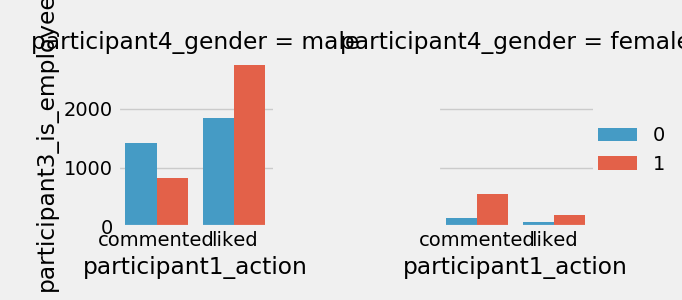 participant4_gender = male
participant4_gender = female
participant3_is_employee
2000
1000
0
commented
liked
commented
liked
participant1_action
participant1_action
0
1